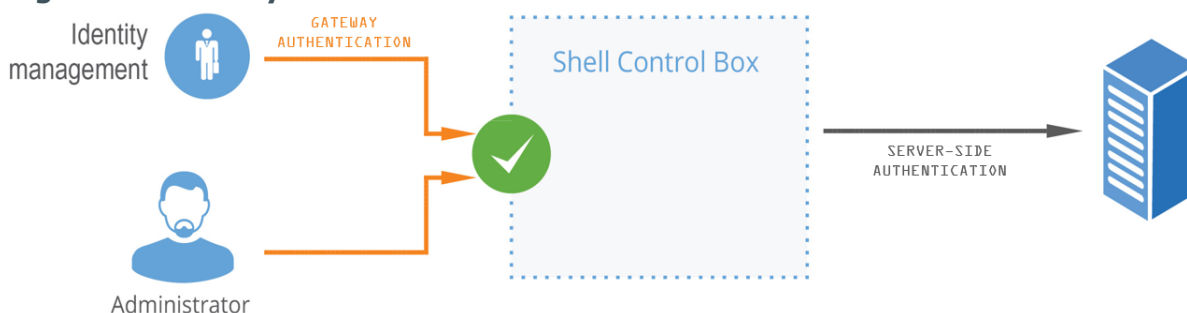 Identity
management
GATEWAY
AUTHENTICATION
Shell Control Box
SERVER-SIDE
AUTHENTICATION
Administrator